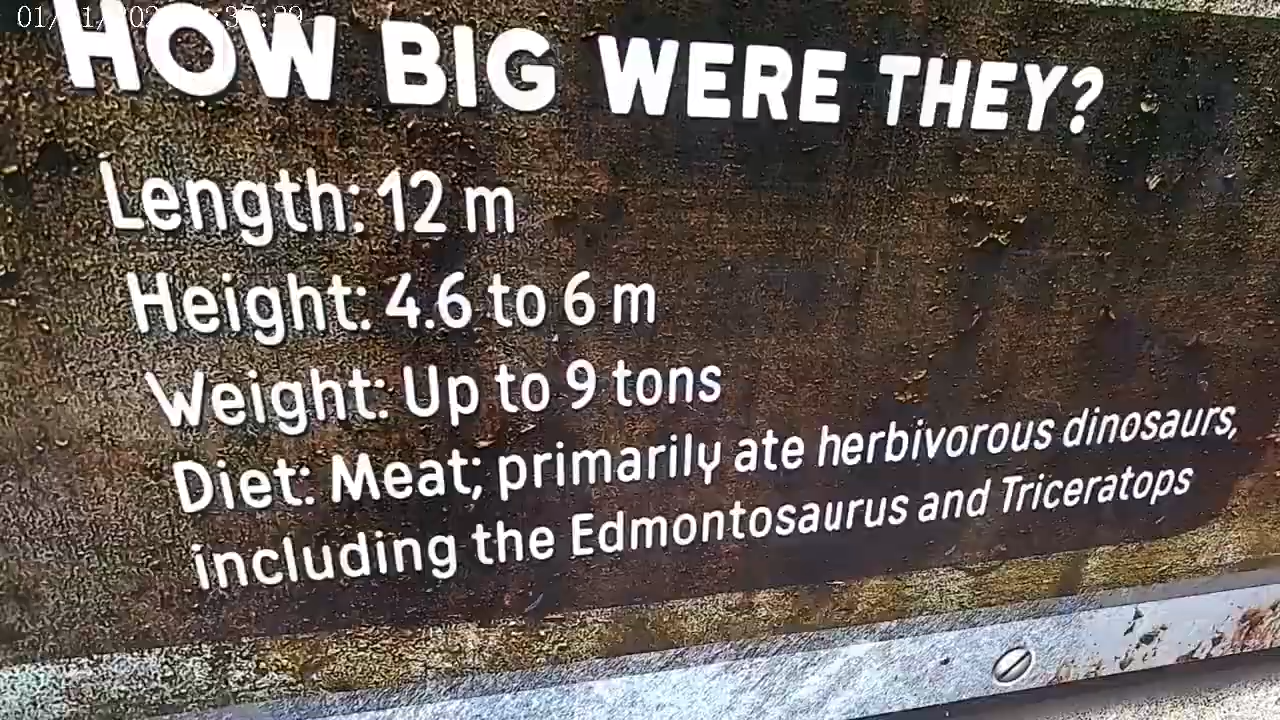 HOW BIG WERE THEY?
Length: 12 m
Height: 4.6 to 6 m
Weight: Up to 9 tons
Diet: Meat; primarily ate herbivorous dinosaurs,
including the Edmontosaurus and Triceratops